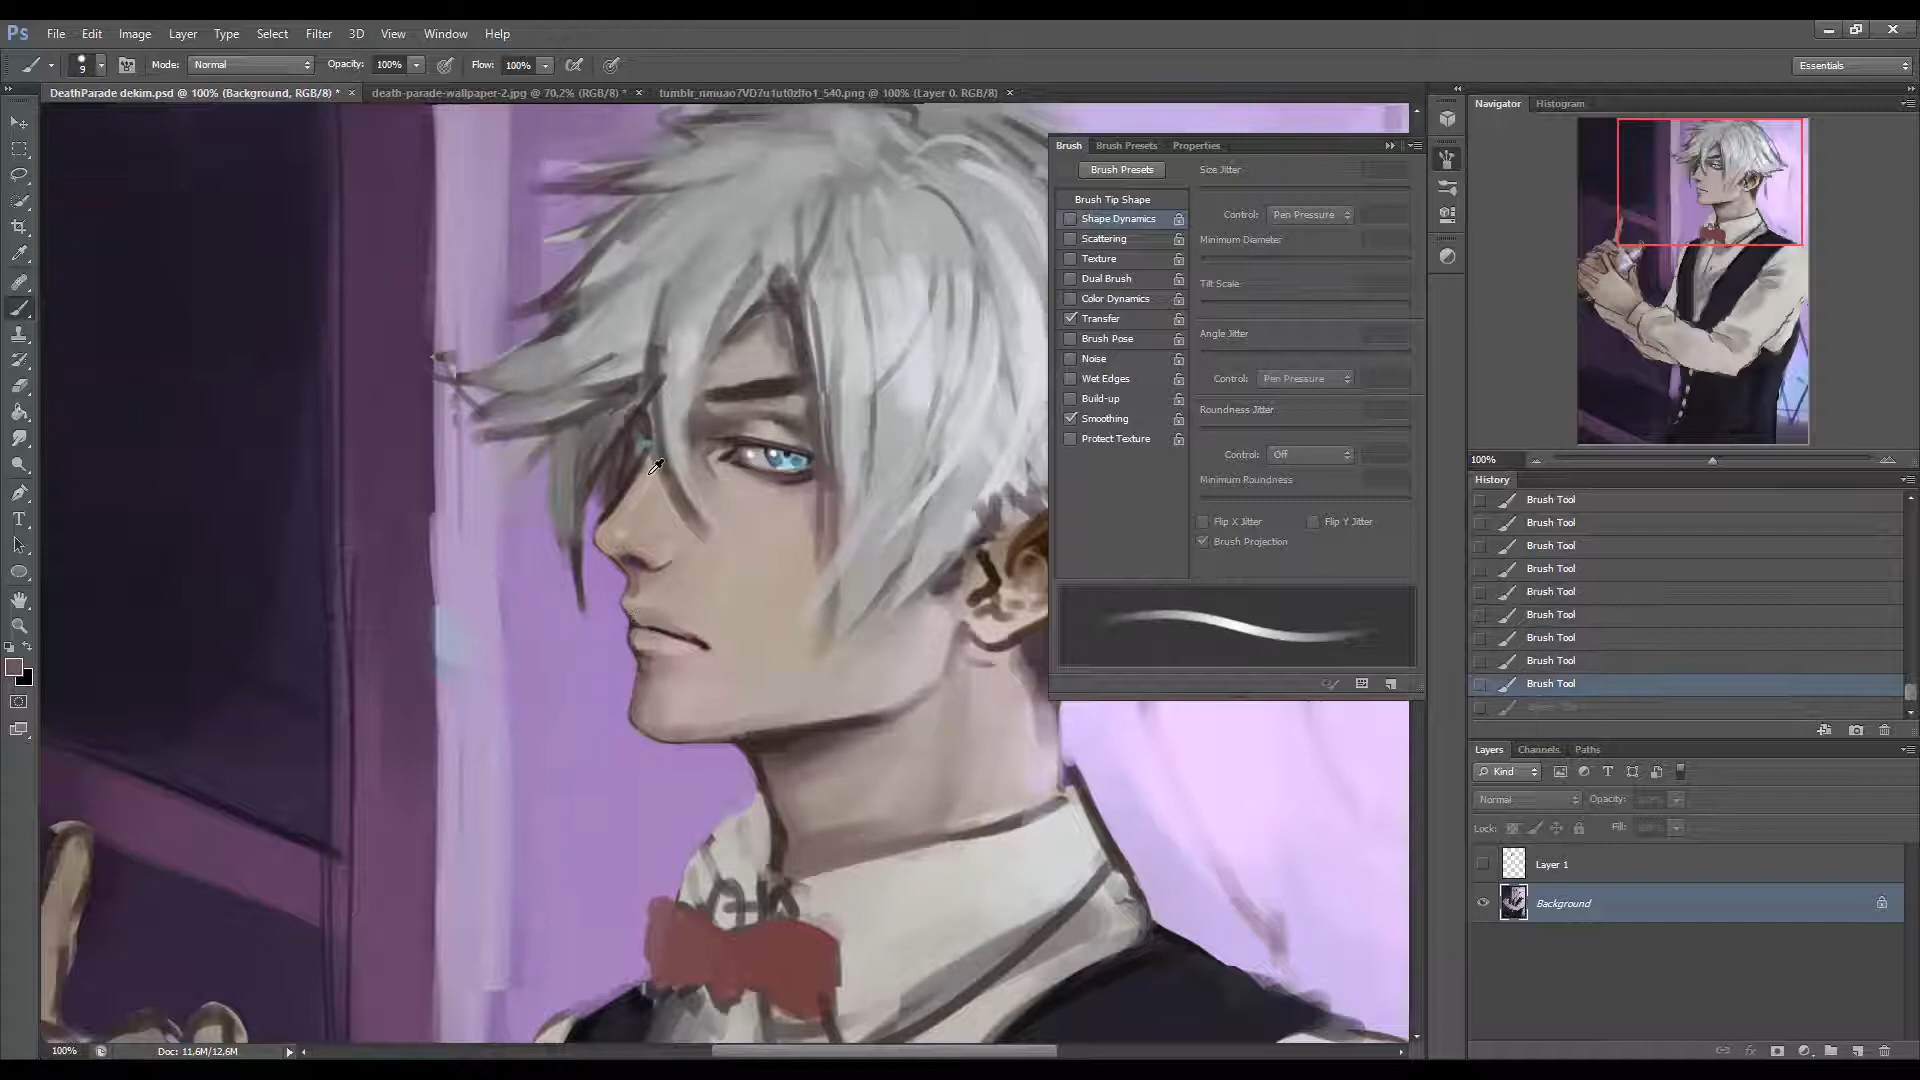 Ps File Edit Image Layer Type Select Filter 3D View Window Help
9 Mode: Normal Opacity: 100% Flow: 100% Essentials
DeathParade dekim.psd @ 100% (Background, RGB/8) * × death-parade-wallpaper-2.jpg @ 70,2% (RGB/8) * × tumblr_nmuao7VD7u1ut0zlfo1_540.png @ 100% (Layer 0, RGB/8) ×
Brush Brush Presets Properties
Brush Presets
Brush Tip Shape
Shape Dynamics
Scattering
Texture
Dual Brush
Color Dynamics
Transfer
Brush Pose
Noise
Wet Edges
Build-up
Smoothing
Protect Texture
Size Jitter
Control: Pen Pressure
Minimum Diameter
Tilt Scale
Angle Jitter
Control: Pen Pressure
Roundness Jitter
Control: Off
Minimum Roundness
Flip X Jitter Flip Y Jitter
Brush Projection
Navigator Histogram
100%
History
Brush Tool
Brush Tool
Brush Tool
Brush Tool
Brush Tool
Brush Tool
Brush Tool
Brush Tool
Brush Tool
Layers Channels Paths
Kind
Normal Opacity:
Lock: Fill:
Layer 1
Background
100% Doc: 11,6M/12,6M